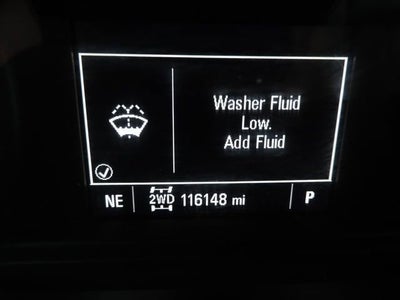 Washer Fluid
Low.
Add Fluid
NE 2WD 116148 mi P